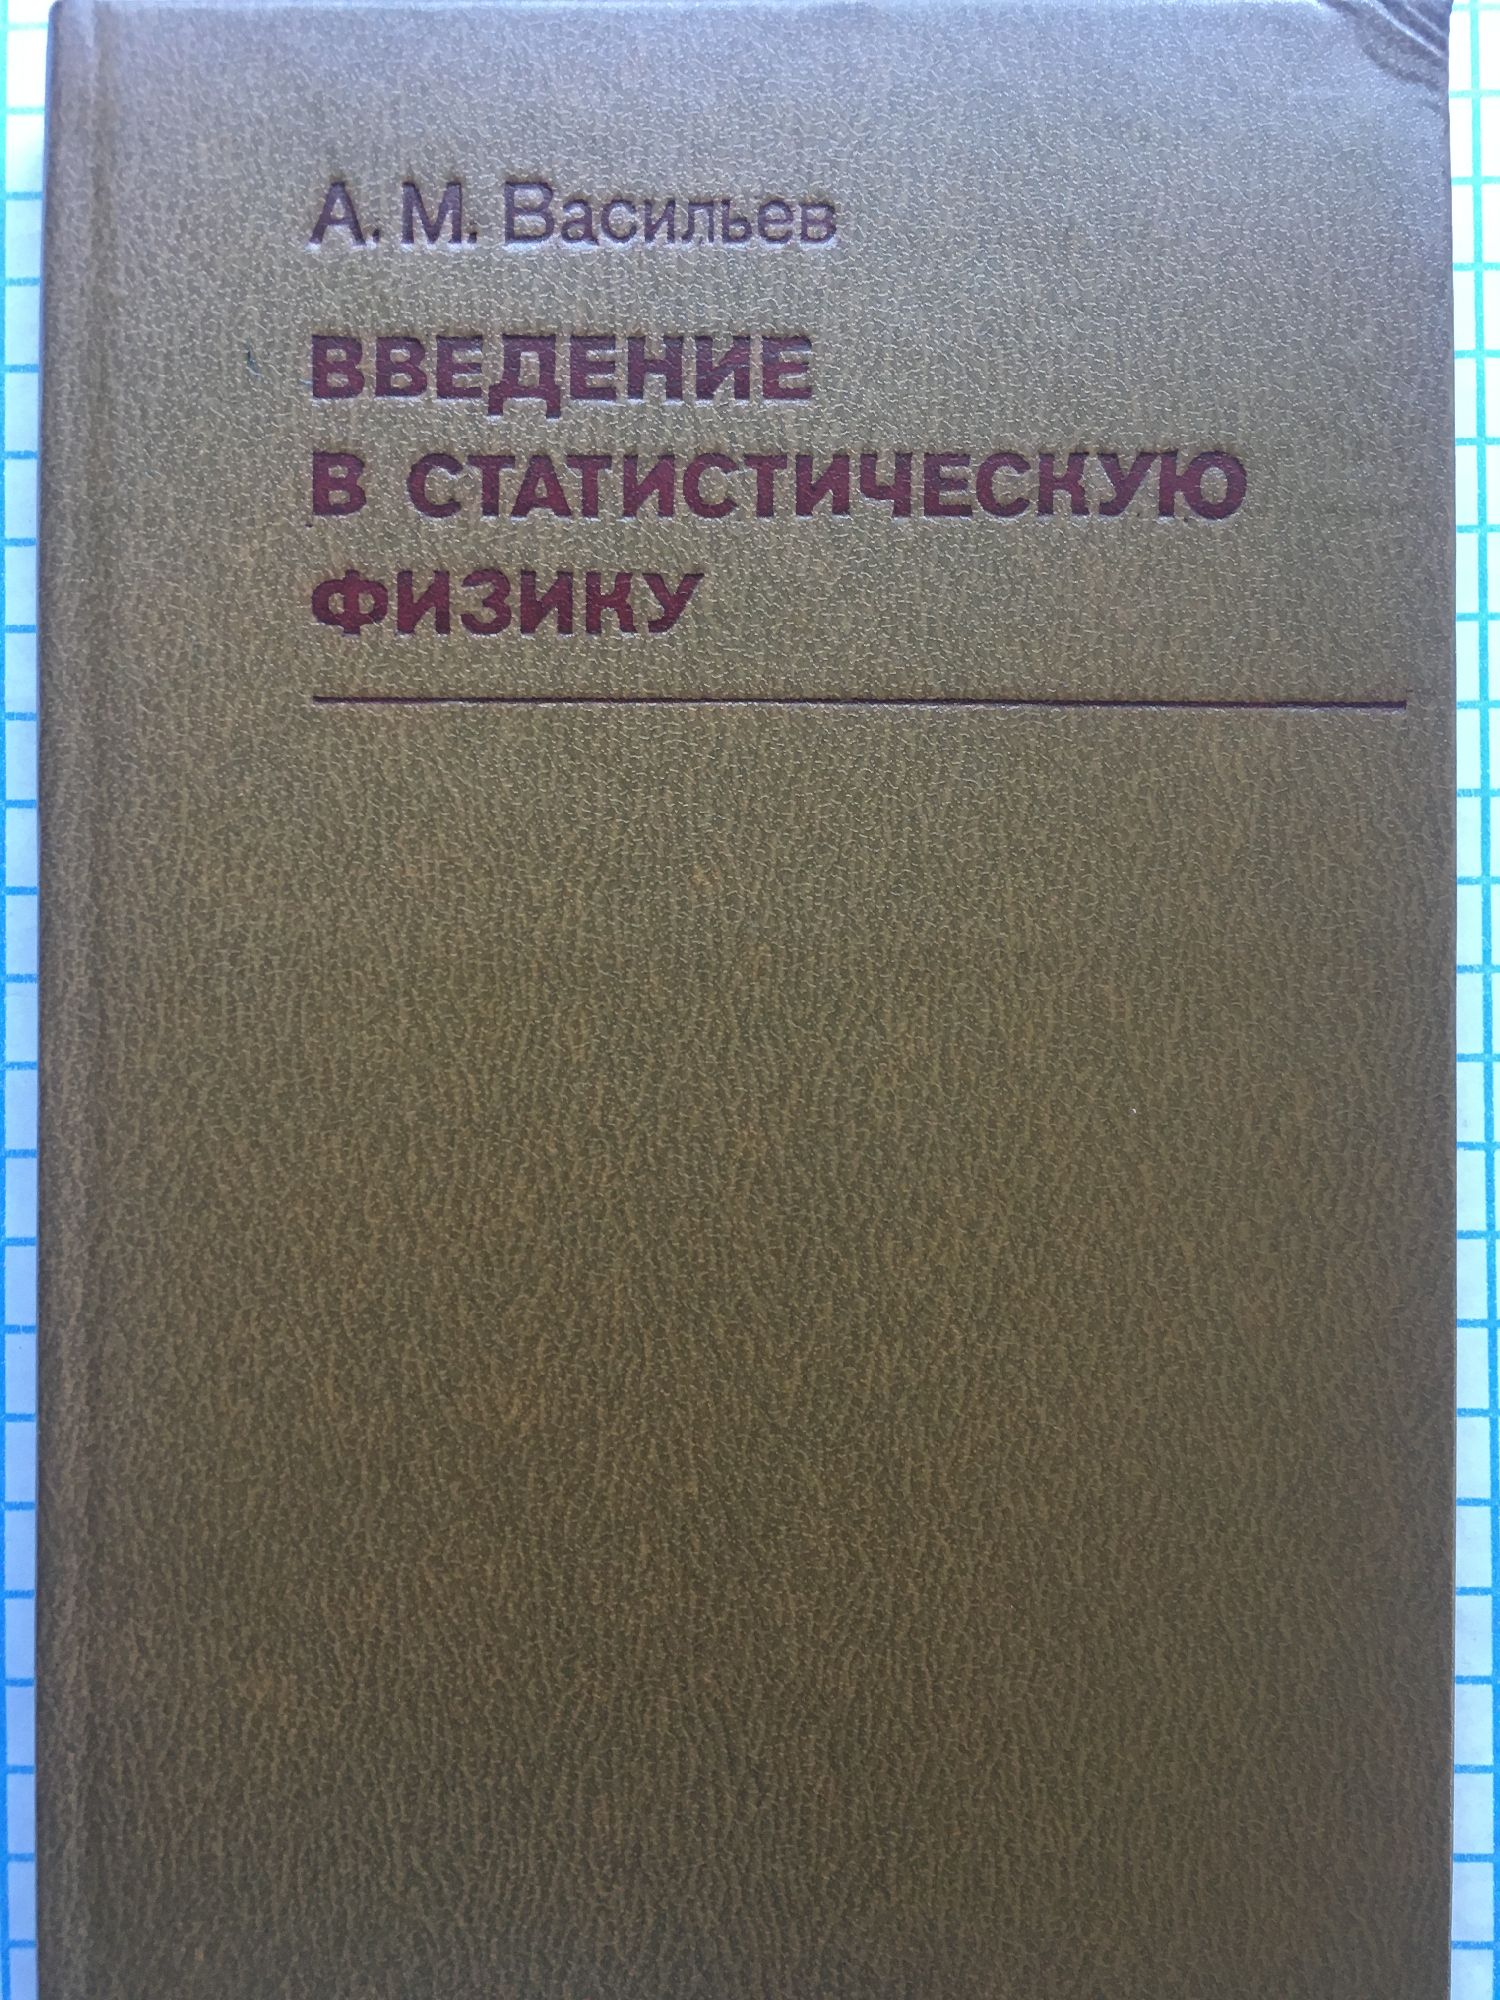 А. М. Васильев
ВВЕДЕНИЕ
В СТАТИСТИЧЕСКУЮ
ФИЗИКУ